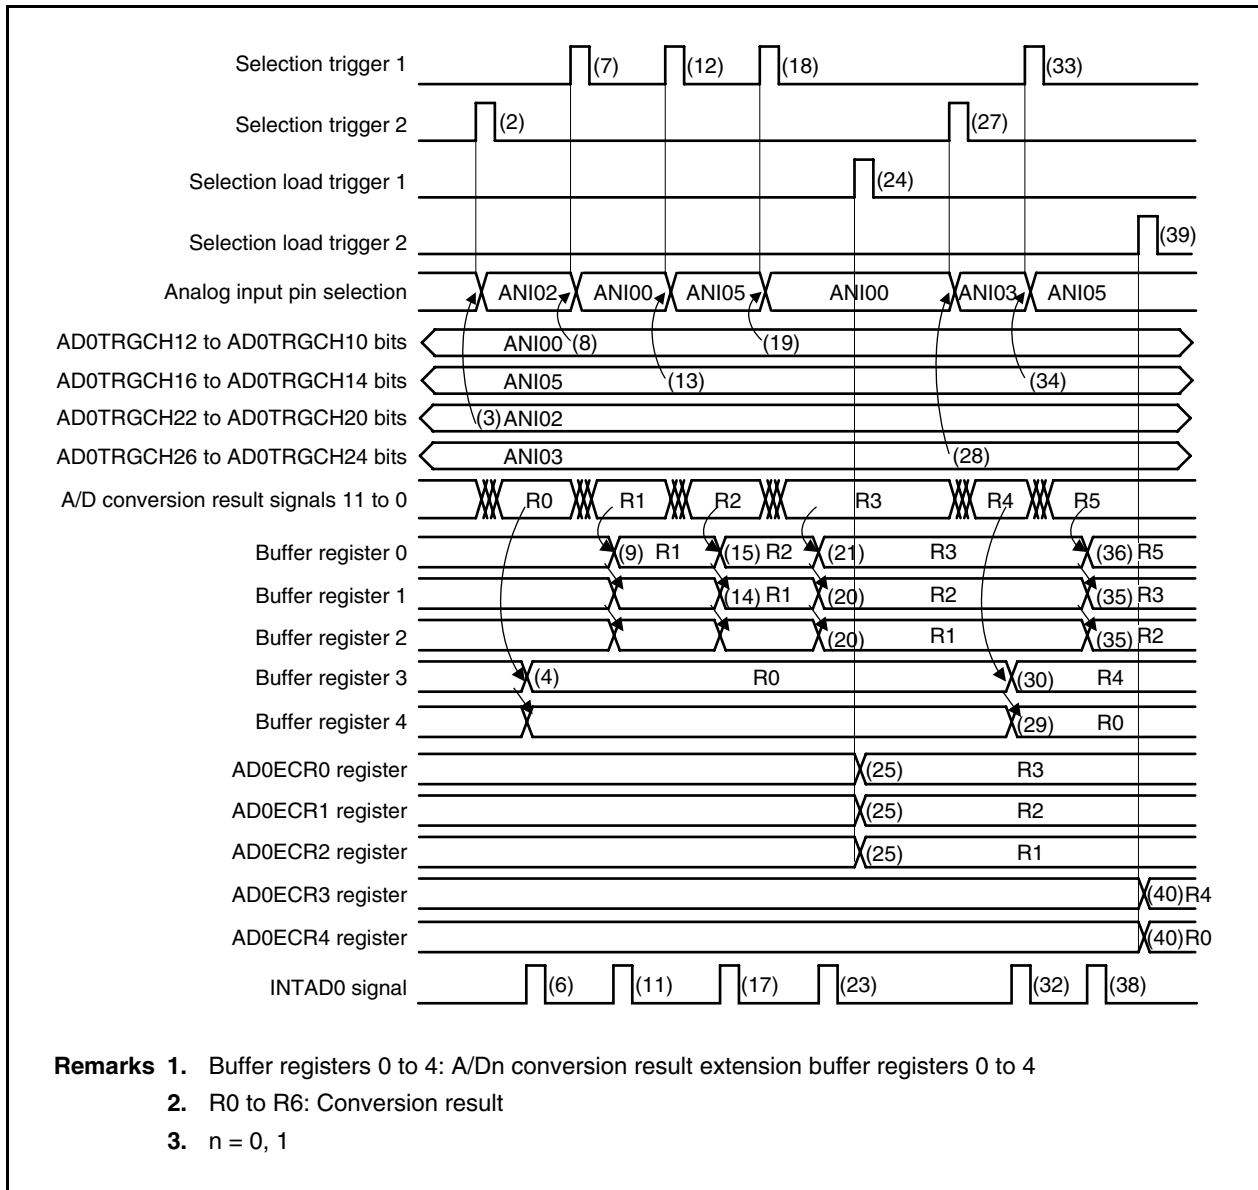 Selection trigger 1 (7) (12) (18) (33)
Selection trigger 2 (2) (27)
Selection load trigger 1 (24)
Selection load trigger 2 (39)
Analog input pin selection ANI02 ANI00 ANI05 ANI00 ANI03 ANI05
AD0TRGCH12 to AD0TRGCH10 bits ANI00 (8) (19)
AD0TRGCH16 to AD0TRGCH14 bits ANI05 (13) (34)
AD0TRGCH22 to AD0TRGCH20 bits (3) ANI02
AD0TRGCH26 to AD0TRGCH24 bits ANI03 (28)
A/D conversion result signals 11 to 0 R0 R1 R2 R3 R4 R5
Buffer register 0 (9) R1 (15) R2 (21) R3 (36) R5
Buffer register 1 (14) R1 (20) R2 (35) R3
Buffer register 2 (20) R1 (35) R2
Buffer register 3 (4) R0 (30) R4
Buffer register 4 (29) R0
AD0ECR0 register (25) R3
AD0ECR1 register (25) R2
AD0ECR2 register (25) R1
AD0ECR3 register (40) R4
AD0ECR4 register (40) R0
INTAD0 signal (6) (11) (17) (23) (32) (38)
Remarks 1. Buffer registers 0 to 4: A/Dn conversion result extension buffer registers 0 to 4
2. R0 to R6: Conversion result
3. n = 0, 1